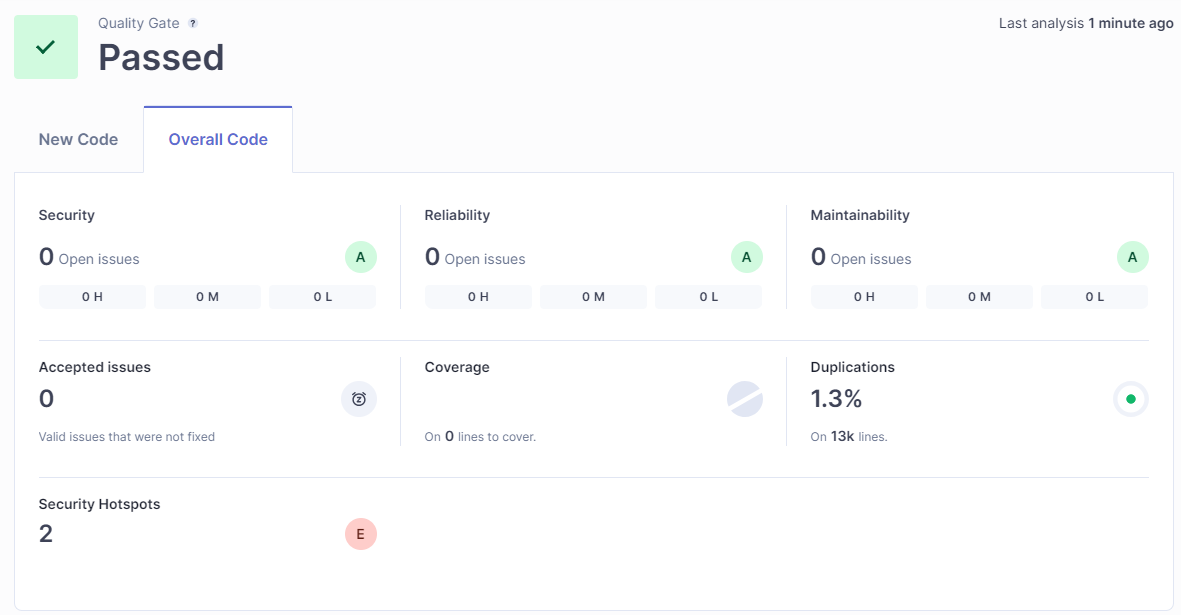 Quality Gate ?
Last analysis 1 minute ago
Passed
New Code
Overall Code
Security
Reliability
Maintainability
0 Open issues
A
0 Open issues
A
0 Open issues
A
0 H
0 M
0 L
0 H
0 M
0 L
0 H
0 M
0 L
Accepted issues
Coverage
Duplications
0
z
1.3%
Valid issues that were not fixed
On 0 lines to cover.
On 13k lines.
Security Hotspots
2
E